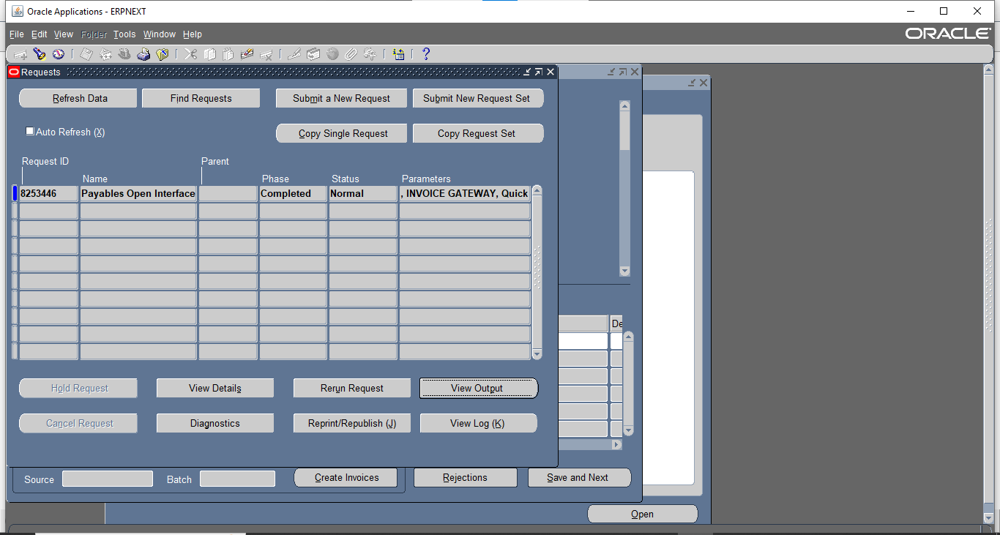 Oracle Applications - ERPNEXT
File Edit View Folder Tools Window Help
ORACLE
Requests
Refresh Data Find Requests Submit a New Request Submit New Request Set
Auto Refresh (X) Copy Single Request Copy Request Set
Request ID Parent
Name Phase Status Parameters
8253446 Payables Open Interface Completed Normal , INVOICE GATEWAY, Quick
De
Hold Request View Details Rerun Request View Output
Cancel Request Diagnostics Reprint/Republish (J) View Log (K)
Source Batch Create Invoices Rejections Save and Next
Open